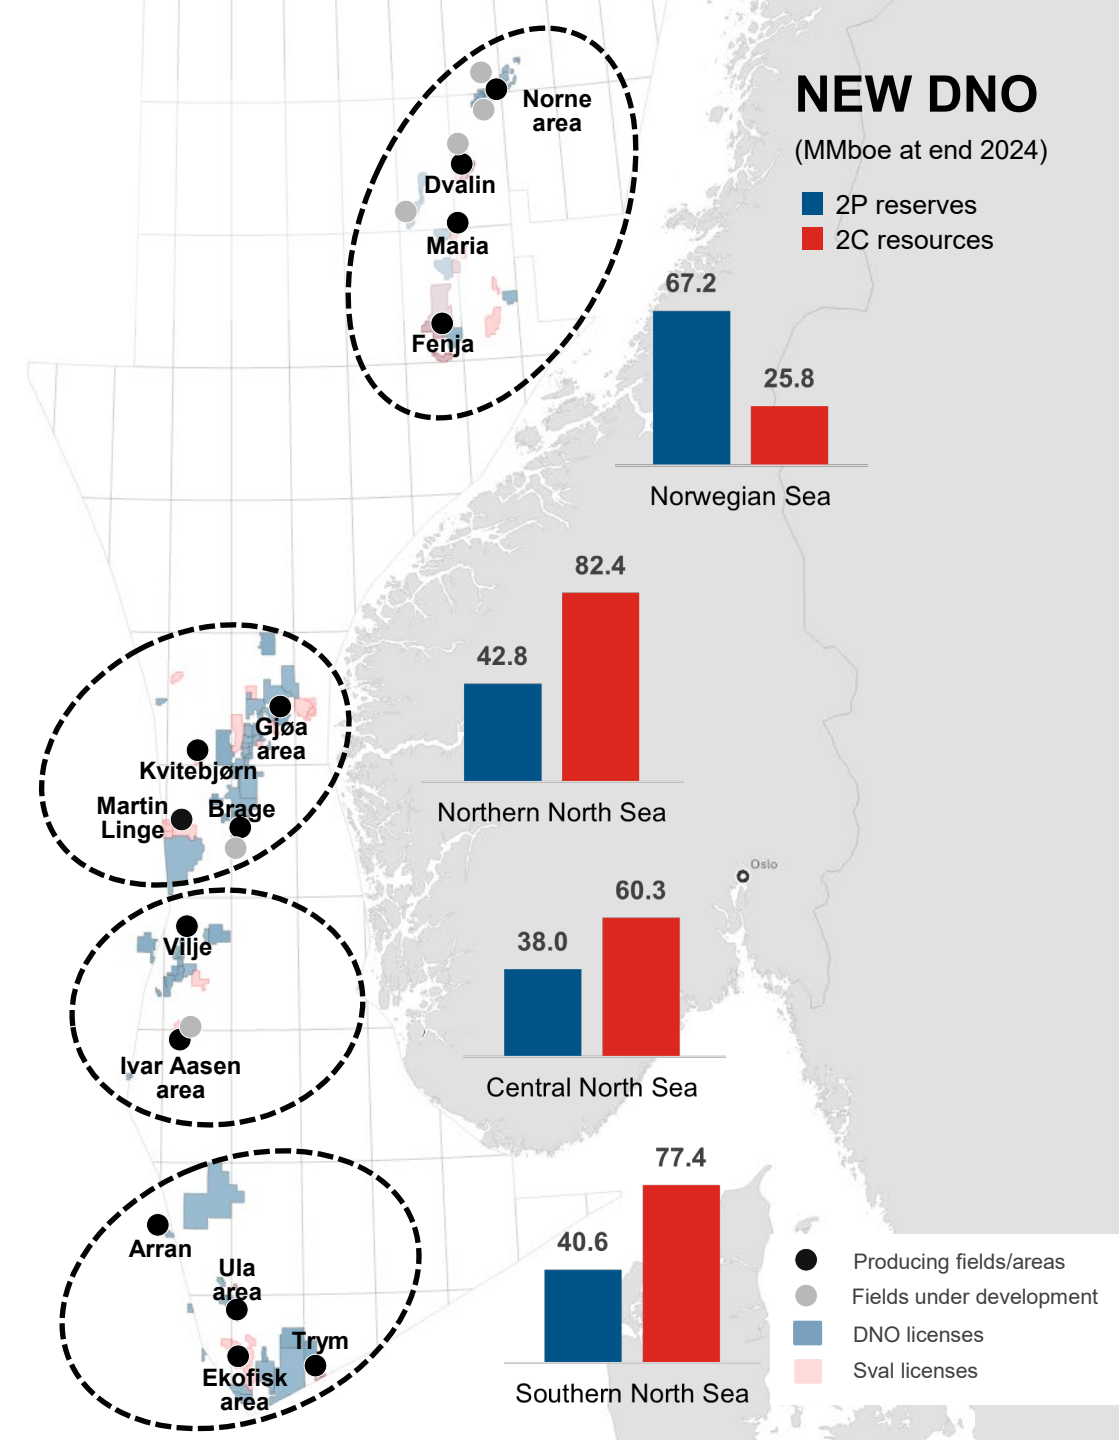 NEW DNO
(MMboe at end 2024)
2P reserves
2C resources
Norne
area
Dvalin
Maria
Fenja
67.2
25.8
Norwegian Sea
82.4
42.8
Northern North Sea
Gjøa
area
Kvitebjørn
Martin
Linge
Brage
Oslo
60.3
38.0
Central North Sea
Vilje
Ivar Aasen
area
77.4
40.6
Southern North Sea
Arran
Ula
area
Trym
Ekofisk
area
Producing fields/areas
Fields under development
DNO licenses
Sval licenses